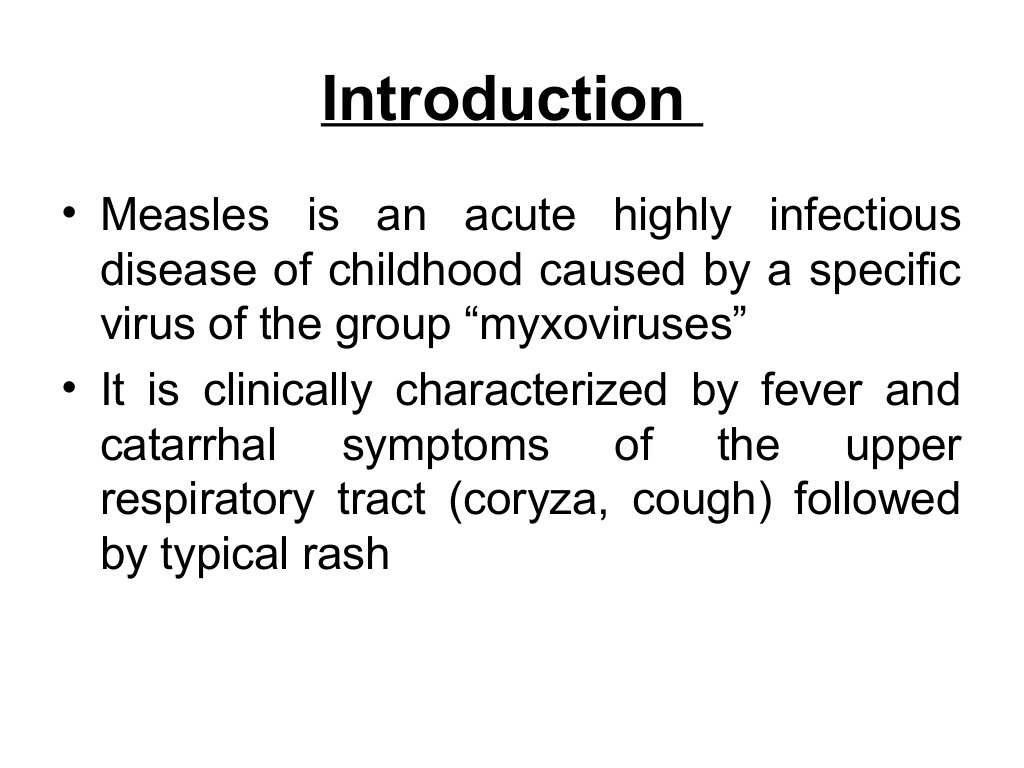 Introduction
• Measles is an acute highly infectious
disease of childhood caused by a specific
virus of the group “myxoviruses”
• It is clinically characterized by fever and
catarrhal symptoms of the upper
respiratory tract (coryza, cough) followed
by typical rash